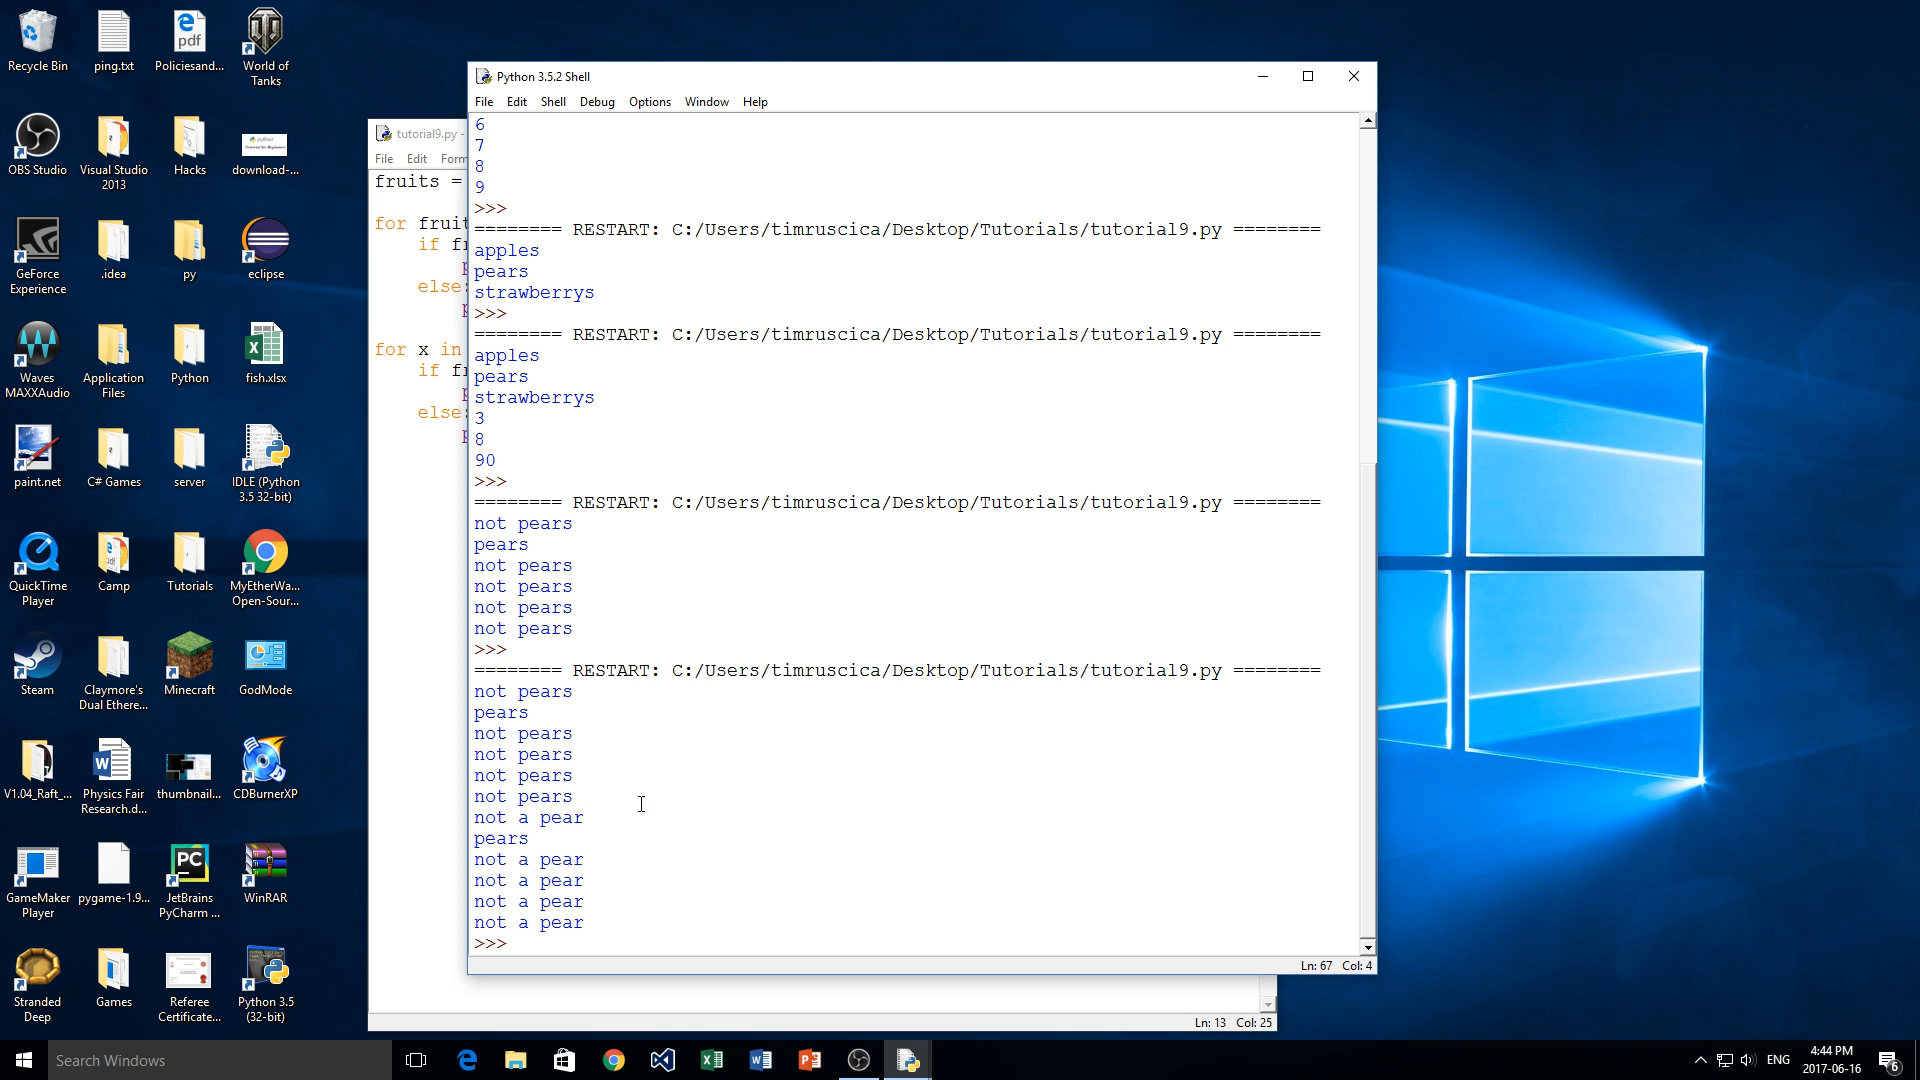 Recycle Bin
ping.txt
Policiesand...
World of
Tanks
OBS Studio
Visual Studio
2013
Hacks
download-...
GeForce
Experience
.idea
py
eclipse
Waves
MAXXAudio
Application
Files
Python
fish.xlsx
paint.net
C# Games
server
IDLE (Python
3.5 32-bit)
QuickTime
Player
Camp
Tutorials
MyEtherWa...
Open-Sour...
Steam
Claymore's
Dual Ethere...
Minecraft
GodMode
V1.04_Raft_...
Physics Fair
Research.d...
thumbnail...
CDBurnerXP
GameMaker
Player
pygame-1.9...
JetBrains
PyCharm ...
WinRAR
Stranded
Deep
Games
Referee
Certificate...
Python 3.5
(32-bit)
tutorial9.py -
File Edit Form
fruits =
for fruit
if fr
else:
for x in
if fr
else:
Ln: 13 Col: 25
Python 3.5.2 Shell
File Edit Shell Debug Options Window Help
6
7
8
9
>>>
======== RESTART: C:/Users/timruscica/Desktop/Tutorials/tutorial9.py ========
apples
pears
strawberrys
>>>
======== RESTART: C:/Users/timruscica/Desktop/Tutorials/tutorial9.py ========
apples
pears
strawberrys
3
8
90
>>>
======== RESTART: C:/Users/timruscica/Desktop/Tutorials/tutorial9.py ========
not pears
pears
not pears
not pears
not pears
not pears
>>>
======== RESTART: C:/Users/timruscica/Desktop/Tutorials/tutorial9.py ========
not pears
pears
not pears
not pears
not pears
not pears
not a pear
pears
not a pear
not a pear
not a pear
not a pear
>>>
Ln: 67 Col: 4
Search Windows
ENG
4:44 PM
2017-06-16
6